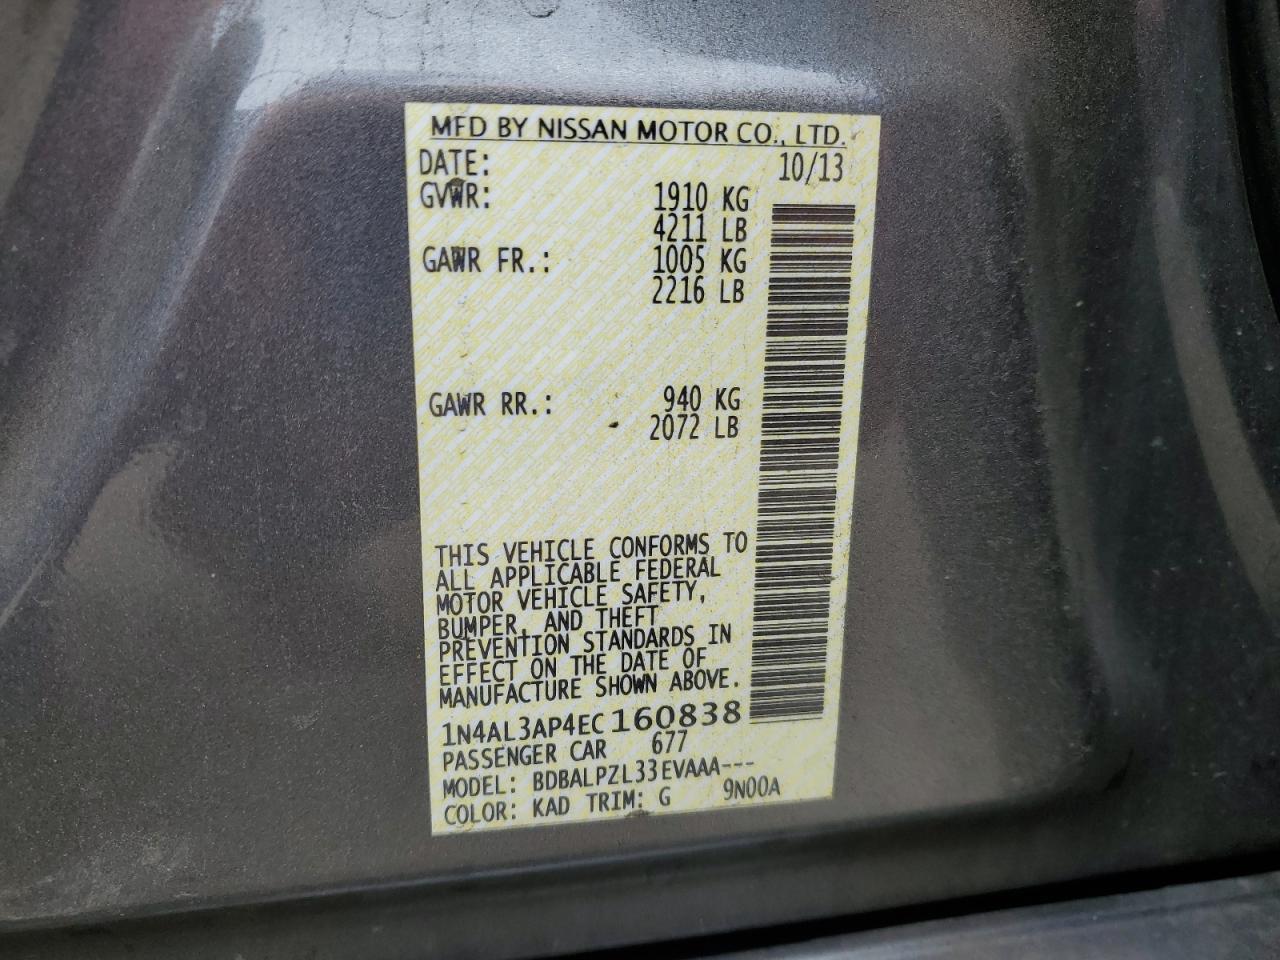 MFD BY NISSAN MOTOR CO., LTD.
DATE: 10/13
GVWR: 1910 KG
4211 LB
GAWR FR.: 1005 KG
2216 LB
GAWR RR.: 940 KG
2072 LB
THIS VEHICLE CONFORMS TO
ALL APPLICABLE FEDERAL
MOTOR VEHICLE SAFETY,
BUMPER, AND THEFT
PREVENTION STANDARDS IN
EFFECT ON THE DATE OF
MANUFACTURE SHOWN ABOVE.
1N4AL3AP4EC160838
PASSENGER CAR 677
MODEL: BDBALPZL33EVAAA---
COLOR: KAD TRIM: G 9N00A